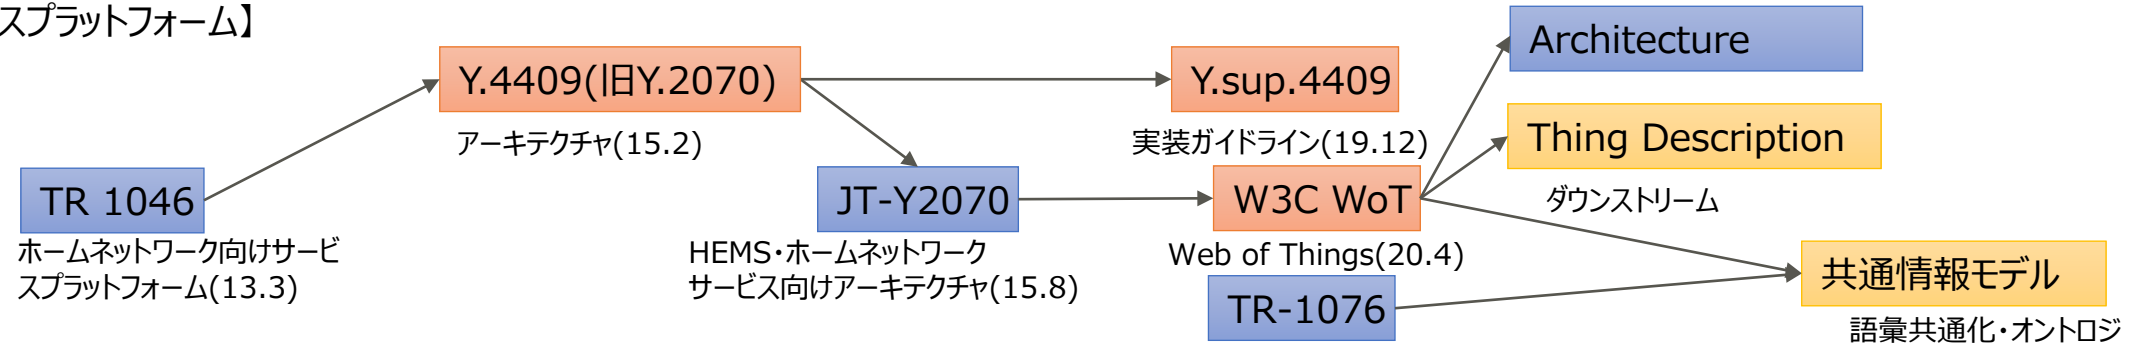 スプラットフォーム】
Architecture
Y.4409(旧Y.2070)
Y.sup.4409
アーキテクチャ(15.2)
実装ガイドライン(19.12)
Thing Description
TR 1046
JT-Y2070
W3C WoT
ダウンストリーム
ホームネットワーク向けサービ
スプラットフォーム(13.3)
HEMS・ホームネットワーク
サービス向けアーキテクチャ(15.8)
Web of Things(20.4)
共通情報モデル
TR-1076
語彙共通化・オントロジ